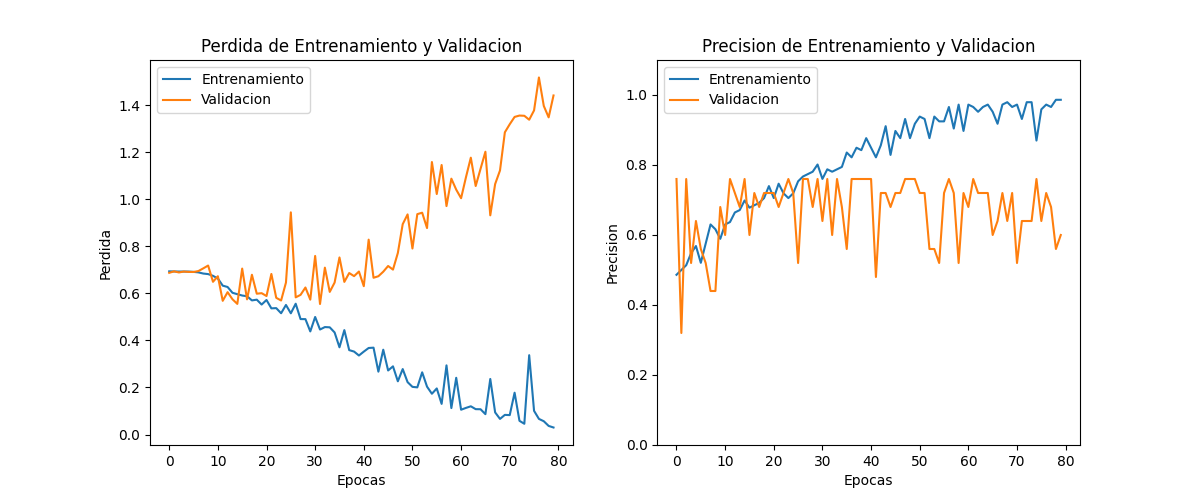 Perdida de Entrenamiento y Validacion
Entrenamiento
Validacion
1.4
1.2
1.0
0.8
0.6
0.4
0.2
0.0
Perdida
0 10 20 30 40 50 60 70 80
Epocas
Precision de Entrenamiento y Validacion
Entrenamiento
Validacion
1.0
0.8
0.6
0.4
0.2
0.0
Precision
0 10 20 30 40 50 60 70 80
Epocas